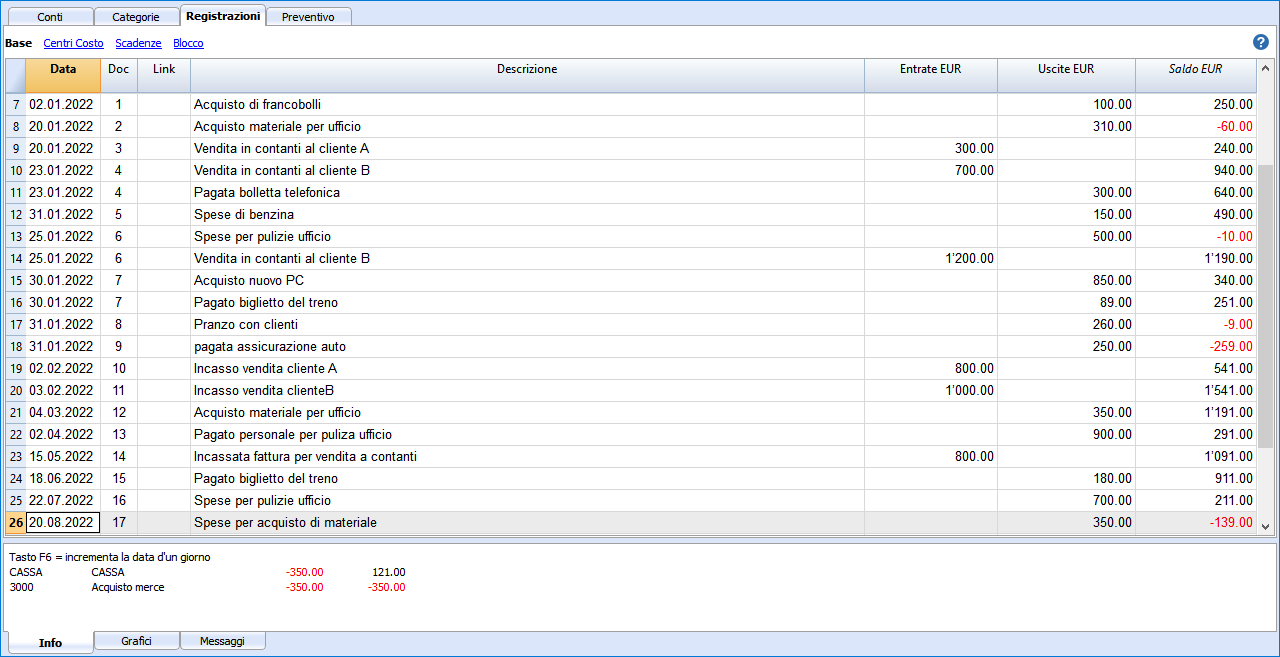 Conti Categorie Registrazioni Preventivo
Base Centri Costo Scadenze Blocco ?
Data Doc Link Descrizione Entrate EUR Uscite EUR Saldo EUR
7 02.01.2022 1 Acquisto di francobolli 100.00 250.00
8 20.01.2022 2 Acquisto materiale per ufficio 310.00 -60.00
9 20.01.2022 3 Vendita in contanti al cliente A 300.00 240.00
10 23.01.2022 4 Vendita in contanti al cliente B 700.00 940.00
11 23.01.2022 4 Pagata bolletta telefonica 300.00 640.00
12 31.01.2022 5 Spese di benzina 150.00 490.00
13 25.01.2022 6 Spese per pulizie ufficio 500.00 -10.00
14 25.01.2022 6 Vendita in contanti al cliente B 1'200.00 1'190.00
15 30.01.2022 7 Acquisto nuovo PC 850.00 340.00
16 30.01.2022 7 Pagato biglietto del treno 89.00 251.00
17 31.01.2022 8 Pranzo con clienti 260.00 -9.00
18 31.01.2022 9 pagata assicurazione auto 250.00 -259.00
19 02.02.2022 10 Incasso vendita cliente A 800.00 541.00
20 03.02.2022 11 Incasso vendita clienteB 1'000.00 1'541.00
21 04.03.2022 12 Acquisto materiale per ufficio 350.00 1'191.00
22 02.04.2022 13 Pagato personale per puliza ufficio 900.00 291.00
23 15.05.2022 14 Incassata fattura per vendita a contanti 800.00 1'091.00
24 18.06.2022 15 Pagato biglietto del treno 180.00 911.00
25 22.07.2022 16 Spese per pulizie ufficio 700.00 211.00
26 20.08.2022 17 Spese per acquisto di materiale 350.00 -139.00
Tasto F6 = incrementa la data d'un giorno
CASSA CASSA -350.00 121.00
3000 Acquisto merce -350.00 -350.00
Info Grafici Messaggi